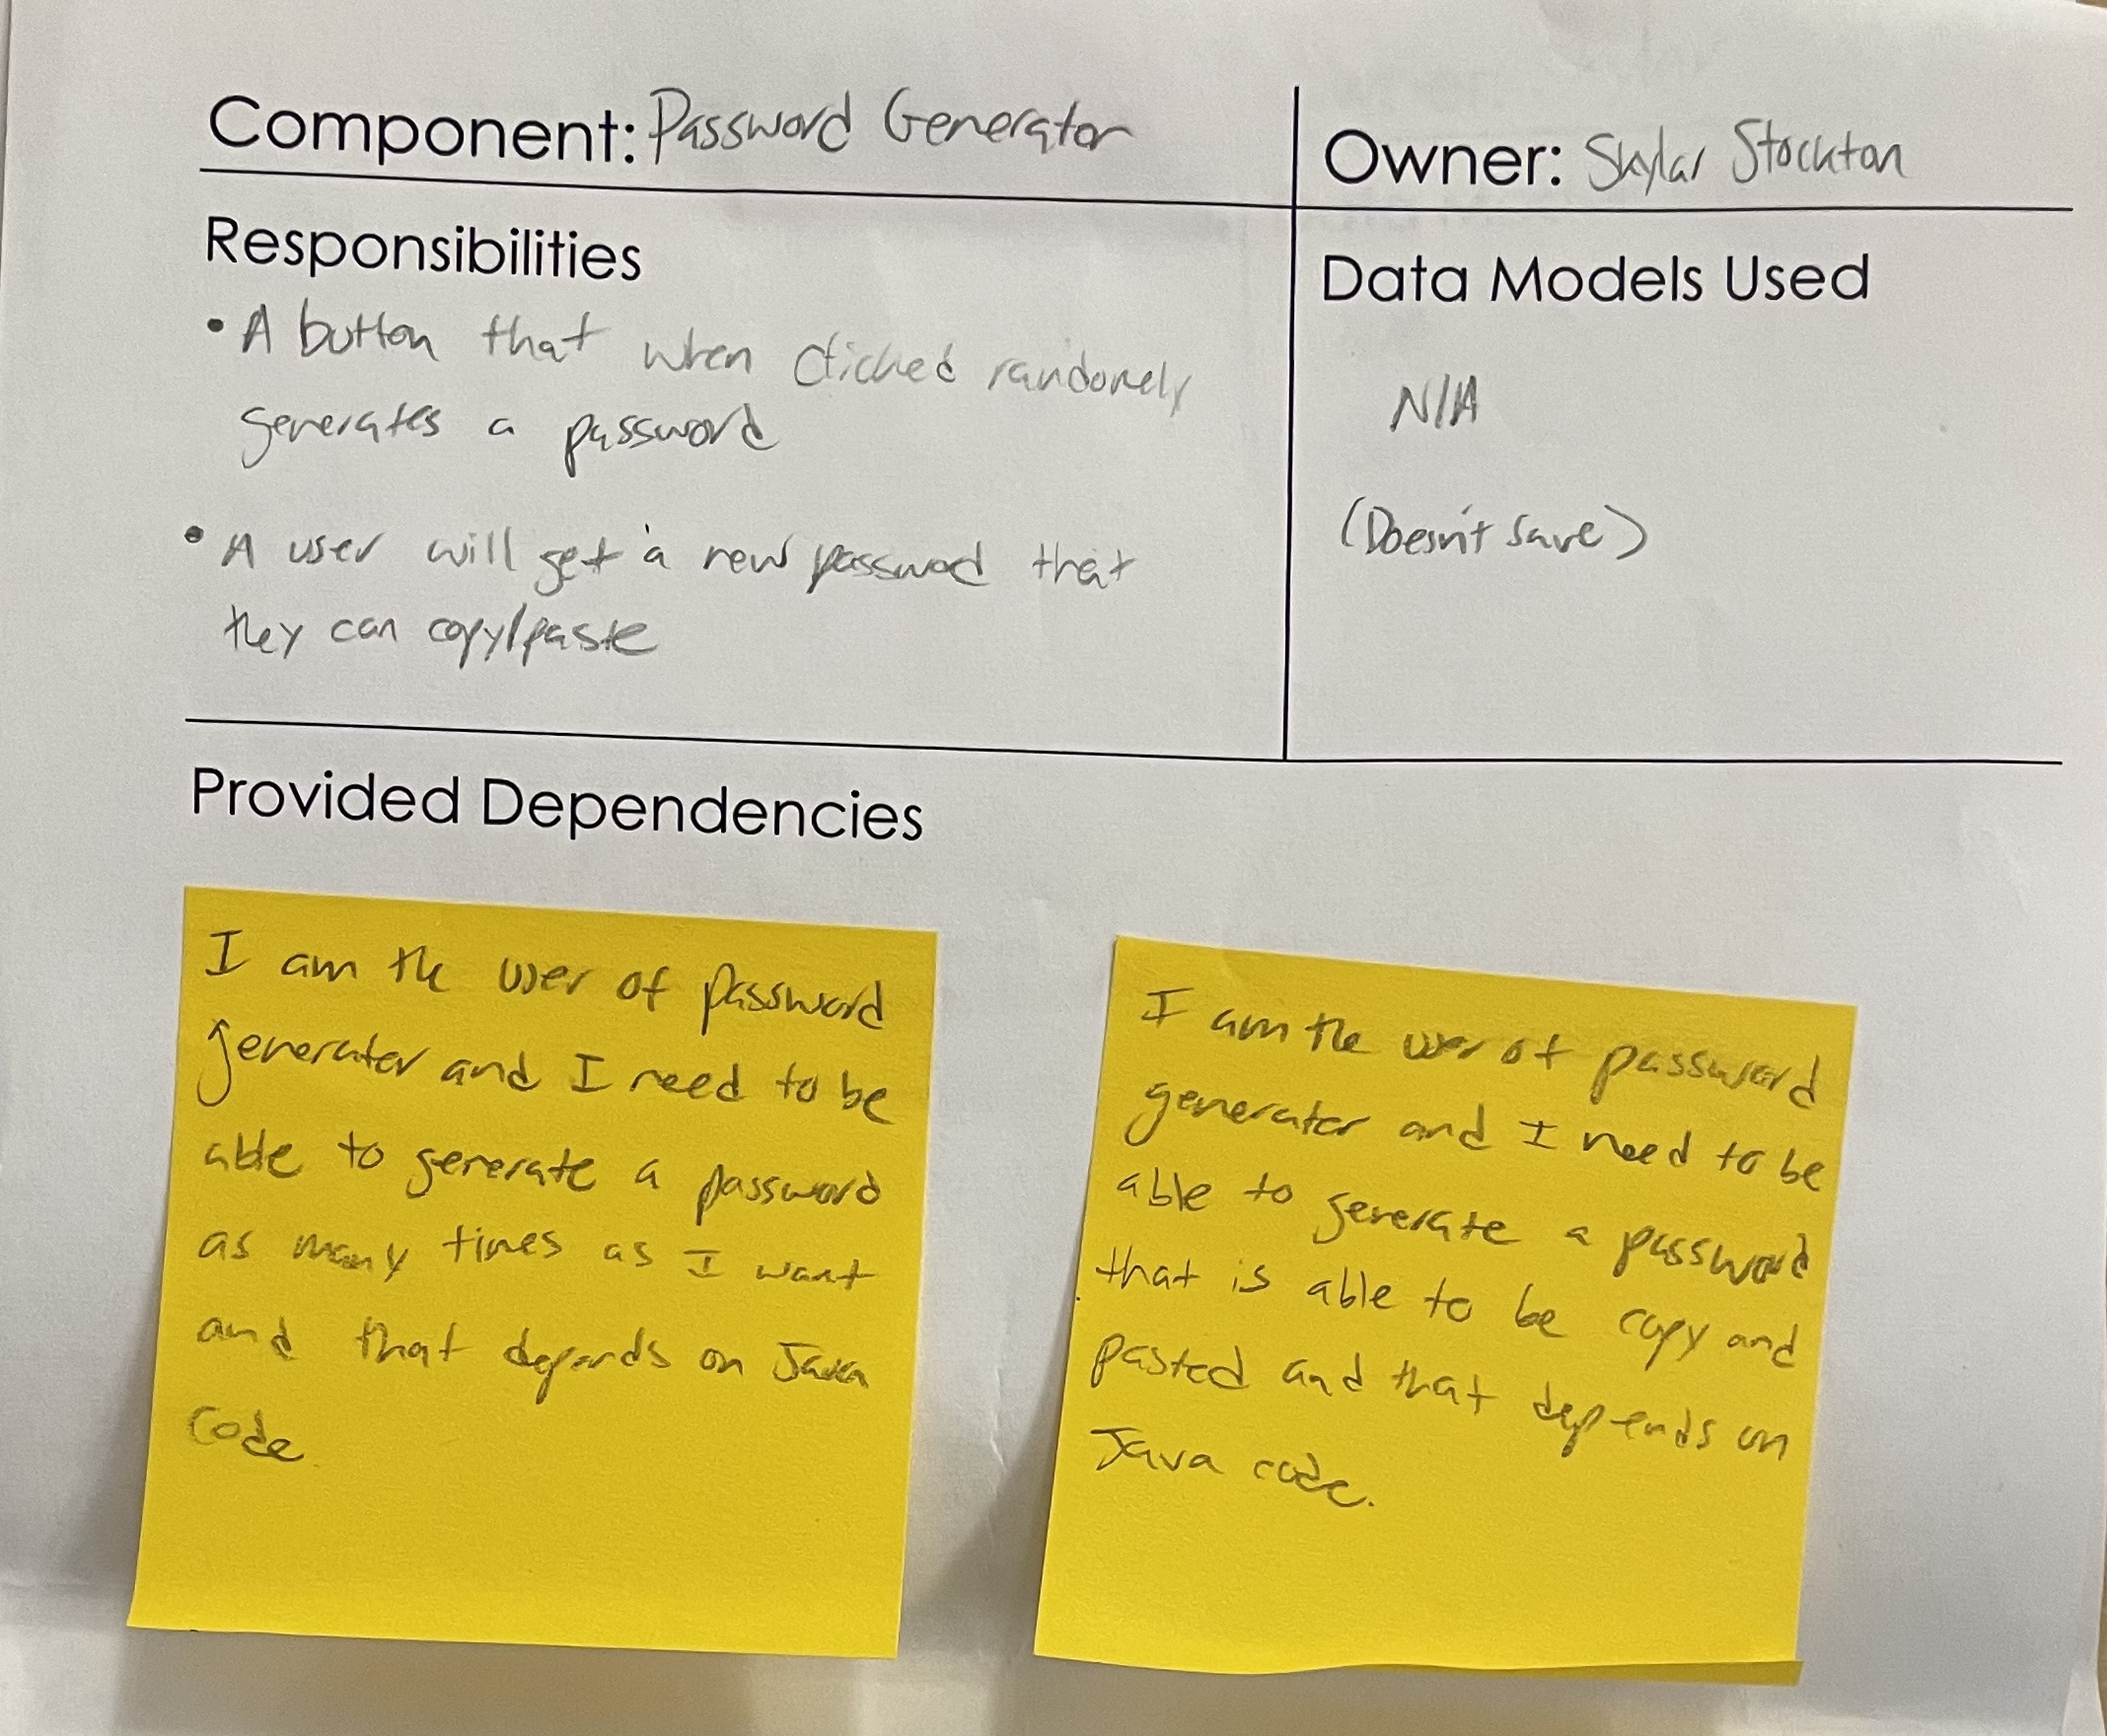 Component: Password Generator
Owner: Skylar Stockton
Responsibilities
• A button that when clicked randomely
generates a password
• A user will get a new passwod that
they can copy/paste
Data Models Used
N/A
(Doesn't save)
Provided Dependencies
I am the user of password
generator and I need to be
able to generate a password
as many times as I want
and that depends on Java
code.
I am the user of password
generator and I need to be
able to generate a password
that is able to be copy and
pasted and that depends on
Java code.